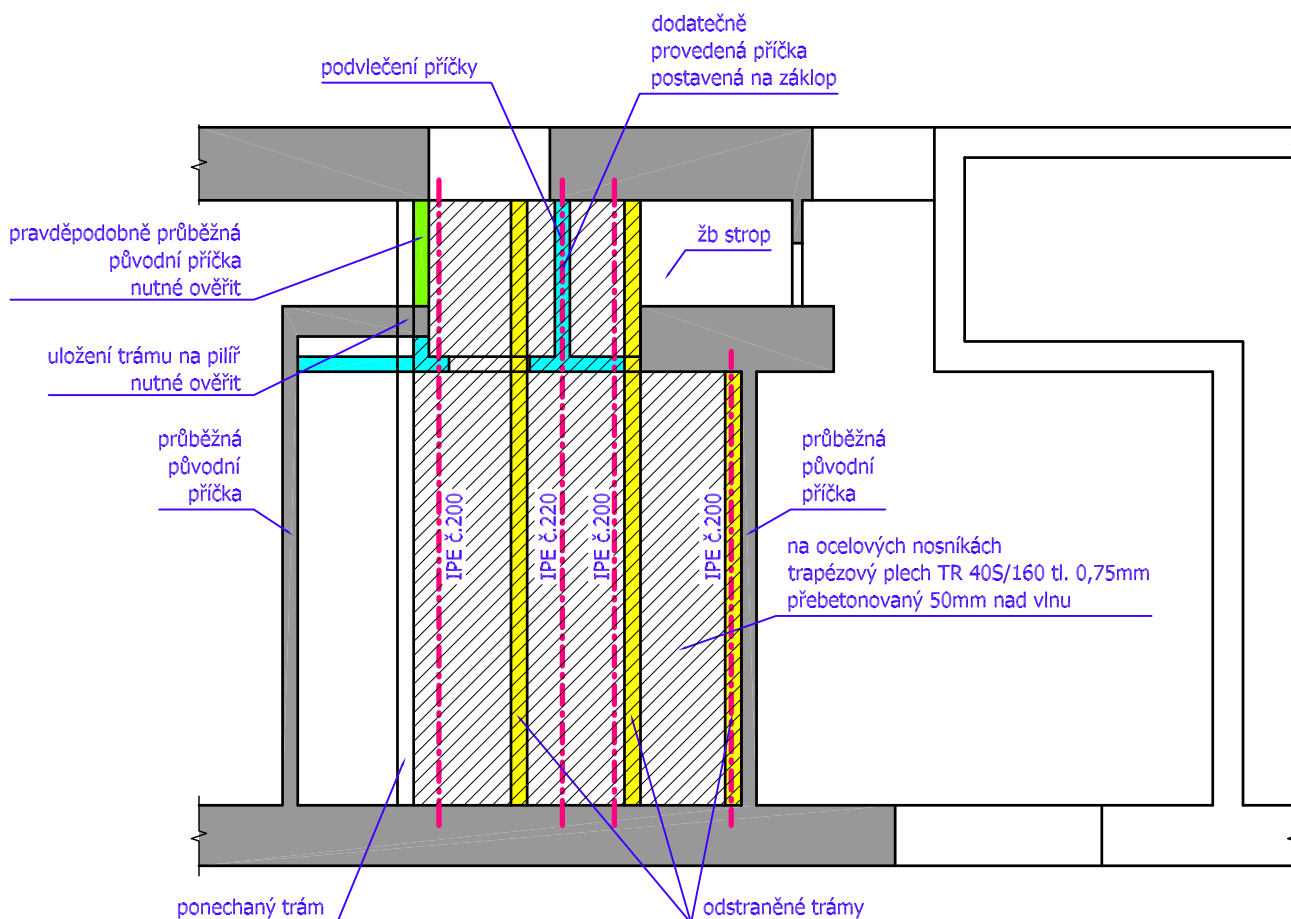 dodatečně
provedená příčka
postavená na záklop
podvlečení příčky
pravděpodobně průběžná
původní příčka
nutné ověřit
žb strop
uložení trámu na pilíř
nutné ověřit
průběžná
původní
příčka
průběžná
původní
příčka
IPE č.200
IPE č.220
IPE č.200
IPE č.200
na ocelových nosníkách
trapézový plech TR 40S/160 tl. 0,75mm
přebetonovaný 50mm nad vlnu
ponechaný trám
odstraněné trámy